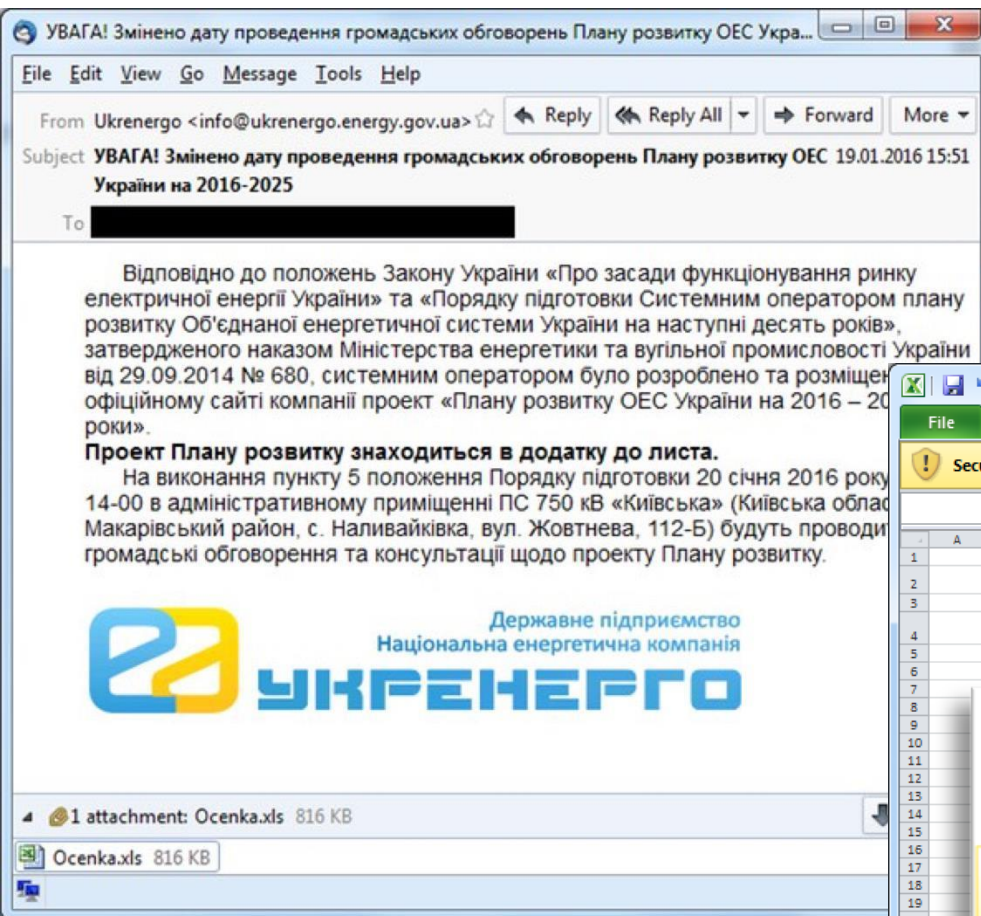 УВАГА! Змінено дату проведення громадських обговорень Плану розвитку ОЕС Укра...
File Edit View Go Message Tools Help
From Ukrenergo <info@ukrenergo.energy.gov.ua> Reply Reply All Forward More
Subject УВАГА! Змінено дату проведення громадських обговорень Плану розвитку ОЕС 19.01.2016 15:51
України на 2016-2025
To
Відповідно до положень Закону України «Про засади функціонування ринку
електричної енергії України» та «Порядку підготовки Системним оператором плану
розвитку Об'єднаної енергетичної системи України на наступні десять років»,
затвердженого наказом Міністерства енергетики та вугільної промисловості України
від 29.09.2014 № 680, системним оператором було розроблено та розміщен
офіційному сайті компанії проект «Плану розвитку ОЕС України на 2016 – 20
роки».
Проект Плану розвитку знаходиться в додатку до листа.
На виконання пункту 5 положення Порядку підготовки 20 січня 2016 року
14-00 в адміністративному приміщенні ПС 750 кВ «Київська» (Київська облас
Макарівський район, с. Наливайківка, вул. Жовтнева, 112-Б) будуть проводи
громадські обговорення та консультації щодо проекту Плану розвитку.
Державне підприємство
Національна енергетична компанія
УКРЕНЕРГО
1 attachment: Ocenka.xls 816 KB
Ocenka.xls 816 KB
File
Secu
A
1
2
3
4
5
6
7
8
9
10
11
12
13
14
15
16
17
18
19